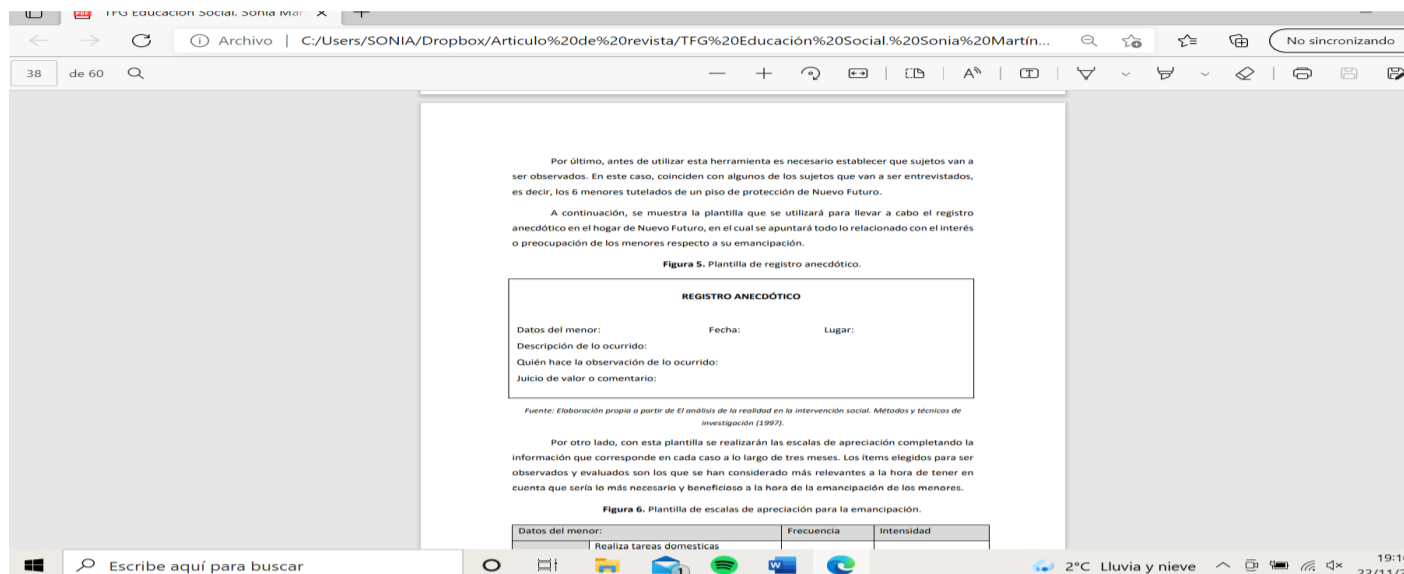 TFG Educación Social. Sonia Mar
Archivo | C:/Users/SONIA/Dropbox/Articulo%20de%20revista/TFG%20Educación%20Social.%20Sonia%20Martín... No sincronizando
38 de 60
Por último, antes de utilizar esta herramienta es necesario establecer que sujetos van a
ser observados. En este caso, coinciden con algunos de los sujetos que van a ser entrevistados,
es decir, los 6 menores tutelados de un piso de protección de Nuevo Futuro.
A continuación, se muestra la plantilla que se utilizará para llevar a cabo el registro
anecdótico en el hogar de Nuevo Futuro, en el cual se apuntará todo lo relacionado con el interés
o preocupación de los menores respecto a su emancipación.
Figura 5. Plantilla de registro anecdótico.
REGISTRO ANECDÓTICO
Datos del menor: Fecha: Lugar:
Descripción de lo ocurrido:
Quién hace la observación de lo ocurrido:
Juicio de valor o comentario:
Fuente: Elaboración propia a partir de El análisis de la realidad en la intervención social. Métodos y técnicas de
investigación (1997).
Por otro lado, con esta plantilla se realizarán las escalas de apreciación completando la
información que corresponde en cada caso a lo largo de tres meses. Los ítems elegidos para ser
observados y evaluados son los que se han considerado más relevantes a la hora de tener en
cuenta que sería lo más necesario y beneficioso a la hora de la emancipación de los menores.
Figura 6. Plantilla de escalas de apreciación para la emancipación.
Datos del menor: Frecuencia Intensidad
Realiza tareas domesticas
Escribe aquí para buscar 2°C Lluvia y nieve